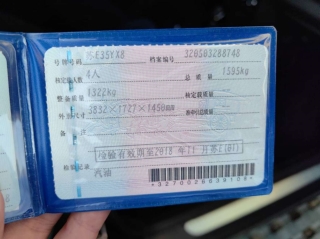 号牌号码 E35YX8 档案编号 320503288748
核定载人数 4人 总质量 1595kg
整备质量 1322kg 核定载质量
外廓尺寸 3832×1727×1450mm 准牵引总质量
备注
检验有效期至2018年11月苏E(01)
检验记录 汽油